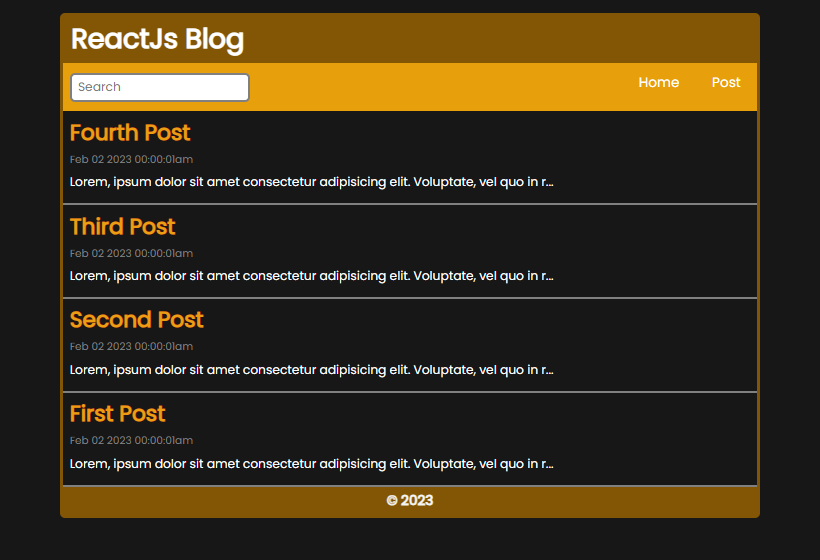 ReactJs Blog
Search
Home
Post
Fourth Post
Feb 02 2023 00:00:01am
Lorem, ipsum dolor sit amet consectetur adipisicing elit. Voluptate, vel quo in r...
Third Post
Feb 02 2023 00:00:01am
Lorem, ipsum dolor sit amet consectetur adipisicing elit. Voluptate, vel quo in r...
Second Post
Feb 02 2023 00:00:01am
Lorem, ipsum dolor sit amet consectetur adipisicing elit. Voluptate, vel quo in r...
First Post
Feb 02 2023 00:00:01am
Lorem, ipsum dolor sit amet consectetur adipisicing elit. Voluptate, vel quo in r...
© 2023